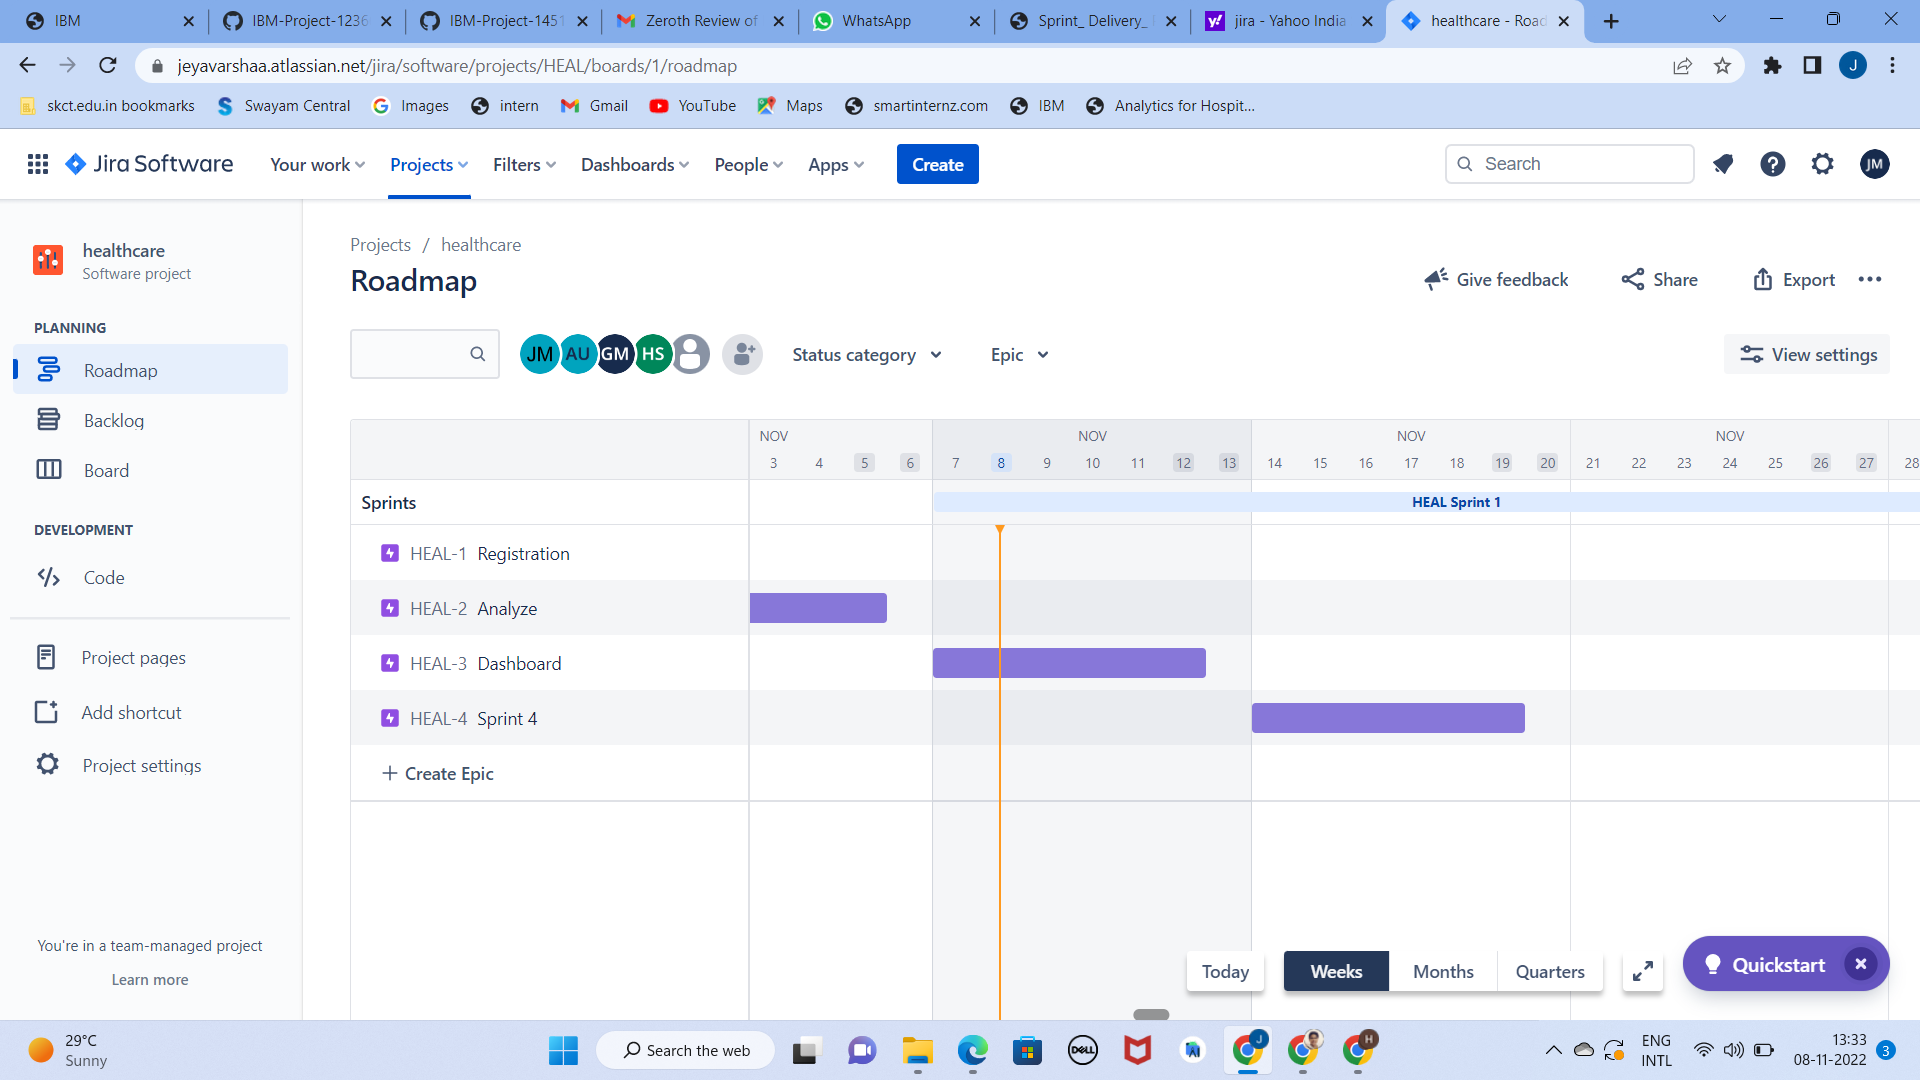 IBM
IBM-Project-1236
IBM-Project-1451
Zeroth Review of
WhatsApp
Sprint_ Delivery_
jira - Yahoo India
healthcare - Road
jeyavarshaa.atlassian.net/jira/software/projects/HEAL/boards/1/roadmap
J
skct.edu.in bookmarks
Swayam Central
Images
intern
Gmail
YouTube
Maps
smartinternz.com
IBM
Analytics for Hospit...
Jira Software
Your work
Projects
Filters
Dashboards
People
Apps
Create
Search
JM
healthcare
Software project
PLANNING
Roadmap
Backlog
Board
DEVELOPMENT
Code
Project pages
Add shortcut
Project settings
You're in a team-managed project
Learn more
Projects / healthcare
Roadmap
Give feedback
Share
Export
JM AU GM HS
Status category
Epic
View settings
NOV NOV NOV NOV
3 4 5 6 7 8 9 10 11 12 13 14 15 16 17 18 19 20 21 22 23 24 25 26 27 28
Sprints
HEAL Sprint 1
HEAL-1 Registration
HEAL-2 Analyze
HEAL-3 Dashboard
HEAL-4 Sprint 4
+ Create Epic
Today
Weeks
Months
Quarters
Quickstart
29°C
Sunny
Search the web
DELL
J
H
ENG
INTL
13:33
08-11-2022
3